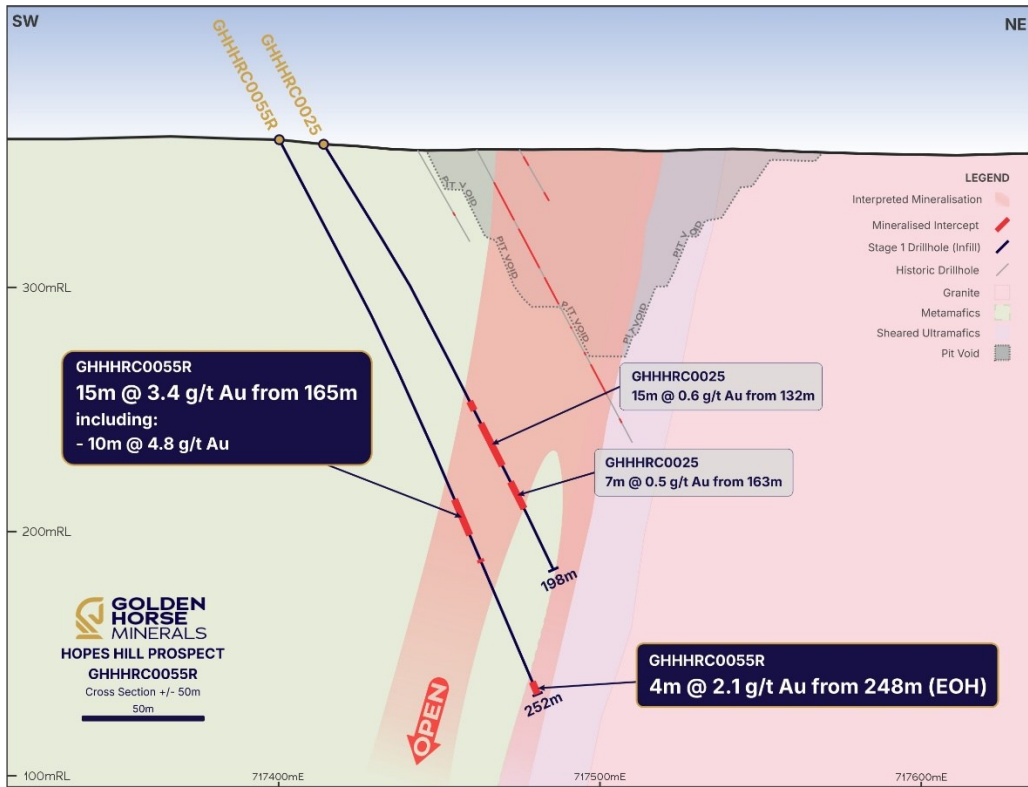 SW
NE
GHHHRC0055R
GHHHRC0025
LEGEND
Interpreted Mineralisation
Mineralised Intercept
Stage 1 Drillhole (Infill)
Historic Drillhole
Granite
Metamafics
Sheared Ultramafics
Pit Void
PIT VOID
PIT VOID
PIT VOID
PIT VOID
PIT VOID
300mRL
GHHHRC0055R
15m @ 3.4 g/t Au from 165m
including:
- 10m @ 4.8 g/t Au
GHHHRC0025
15m @ 0.6 g/t Au from 132m
GHHHRC0025
7m @ 0.5 g/t Au from 163m
200mRL
198m
GOLDEN
HORSE
MINERALS
HOPES HILL PROSPECT
GHHHRC0055R
Cross Section +/- 50m
50m
OPEN
252m
GHHHRC0055R
4m @ 2.1 g/t Au from 248m (EOH)
100mRL
717400mE
717500mE
717600mE